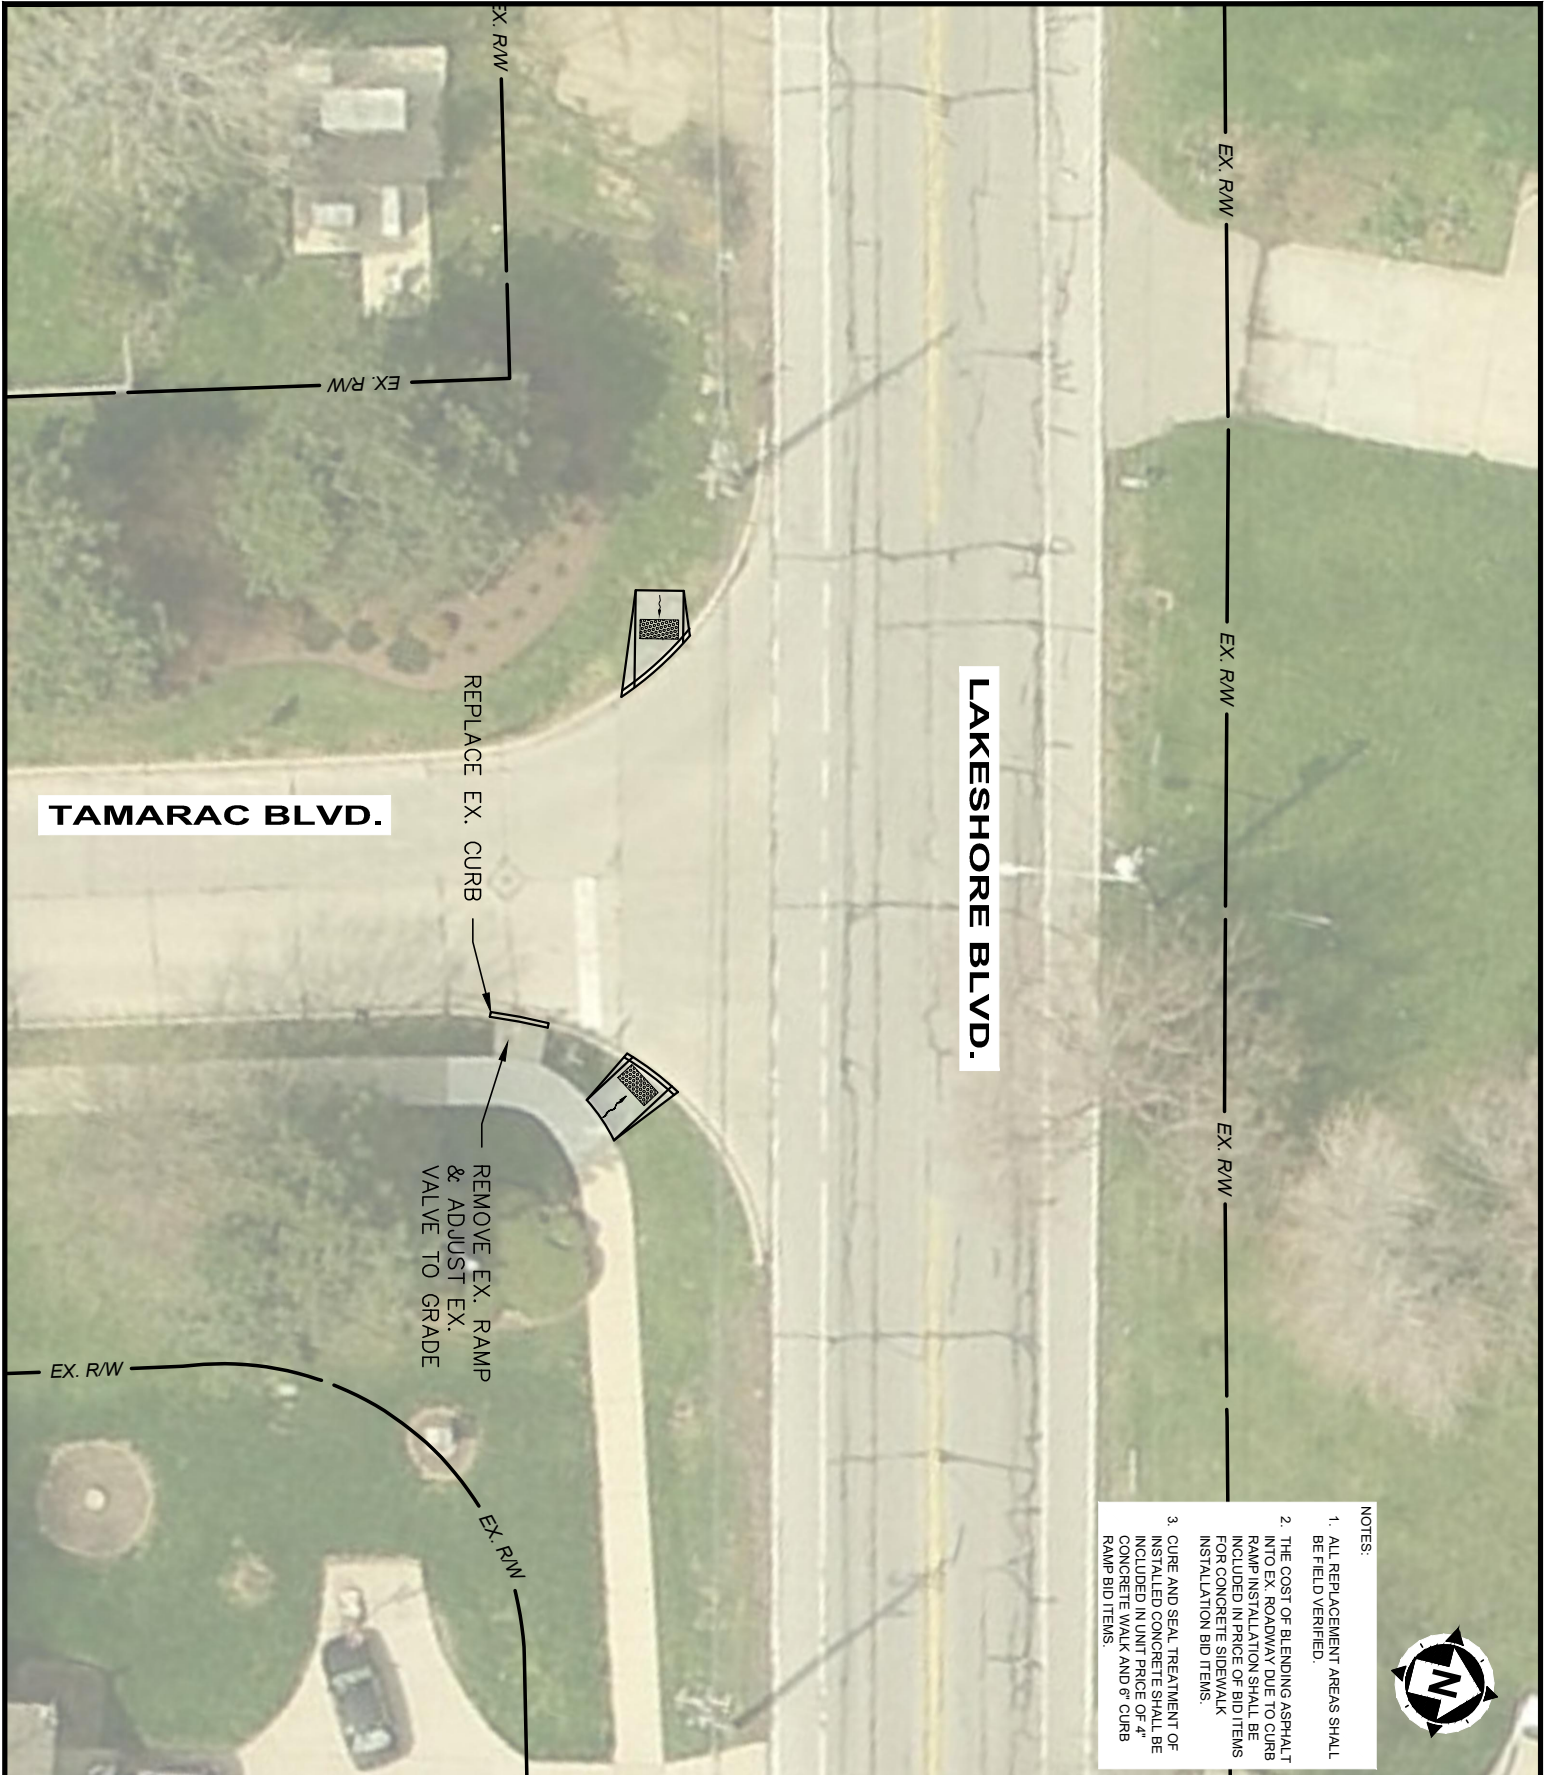 EX. R/W
EX. R/W
EX. R/W
EX. R/W
EX. R/W
LAKESHORE BLVD.
TAMARAC BLVD.
REPLACE EX. CURB
REMOVE EX. RAMP
& ADJUST EX.
VALVE TO GRADE
EX. R/W
EX. R/W
NOTES:
1. ALL REPLACEMENT AREAS SHALL
BE FIELD VERIFIED.
2. THE COST OF BLENDING ASPHALT
INTO EX. ROADWAY DUE TO CURB
RAMP INSTALLATION SHALL BE
INCLUDED IN PRICE OF BID ITEMS
FOR CONCRETE SIDEWALK
INSTALLATION BID ITEMS.
3. CURE AND SEAL TREATMENT OF
INSTALLED CONCRETE SHALL BE
INCLUDED IN UNIT PRICE OF 4"
CONCRETE WALK AND 6" CURB
RAMP BID ITEMS.
N